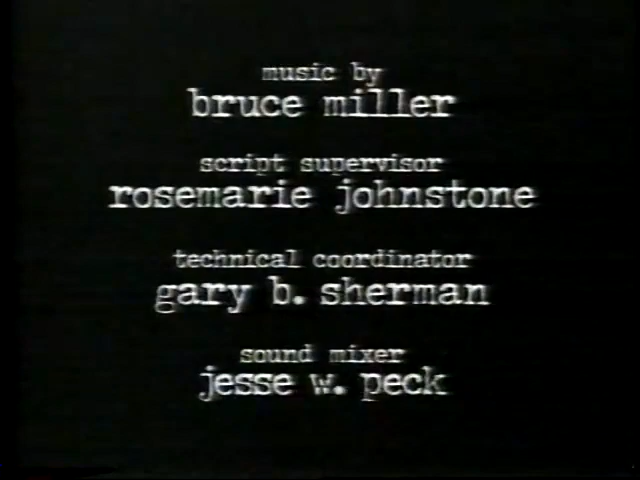 music by
bruce miller
script supervisor
rosemarie johnstone
technical coordinator
gary b. sherman
sound mixer
jesse w. peck